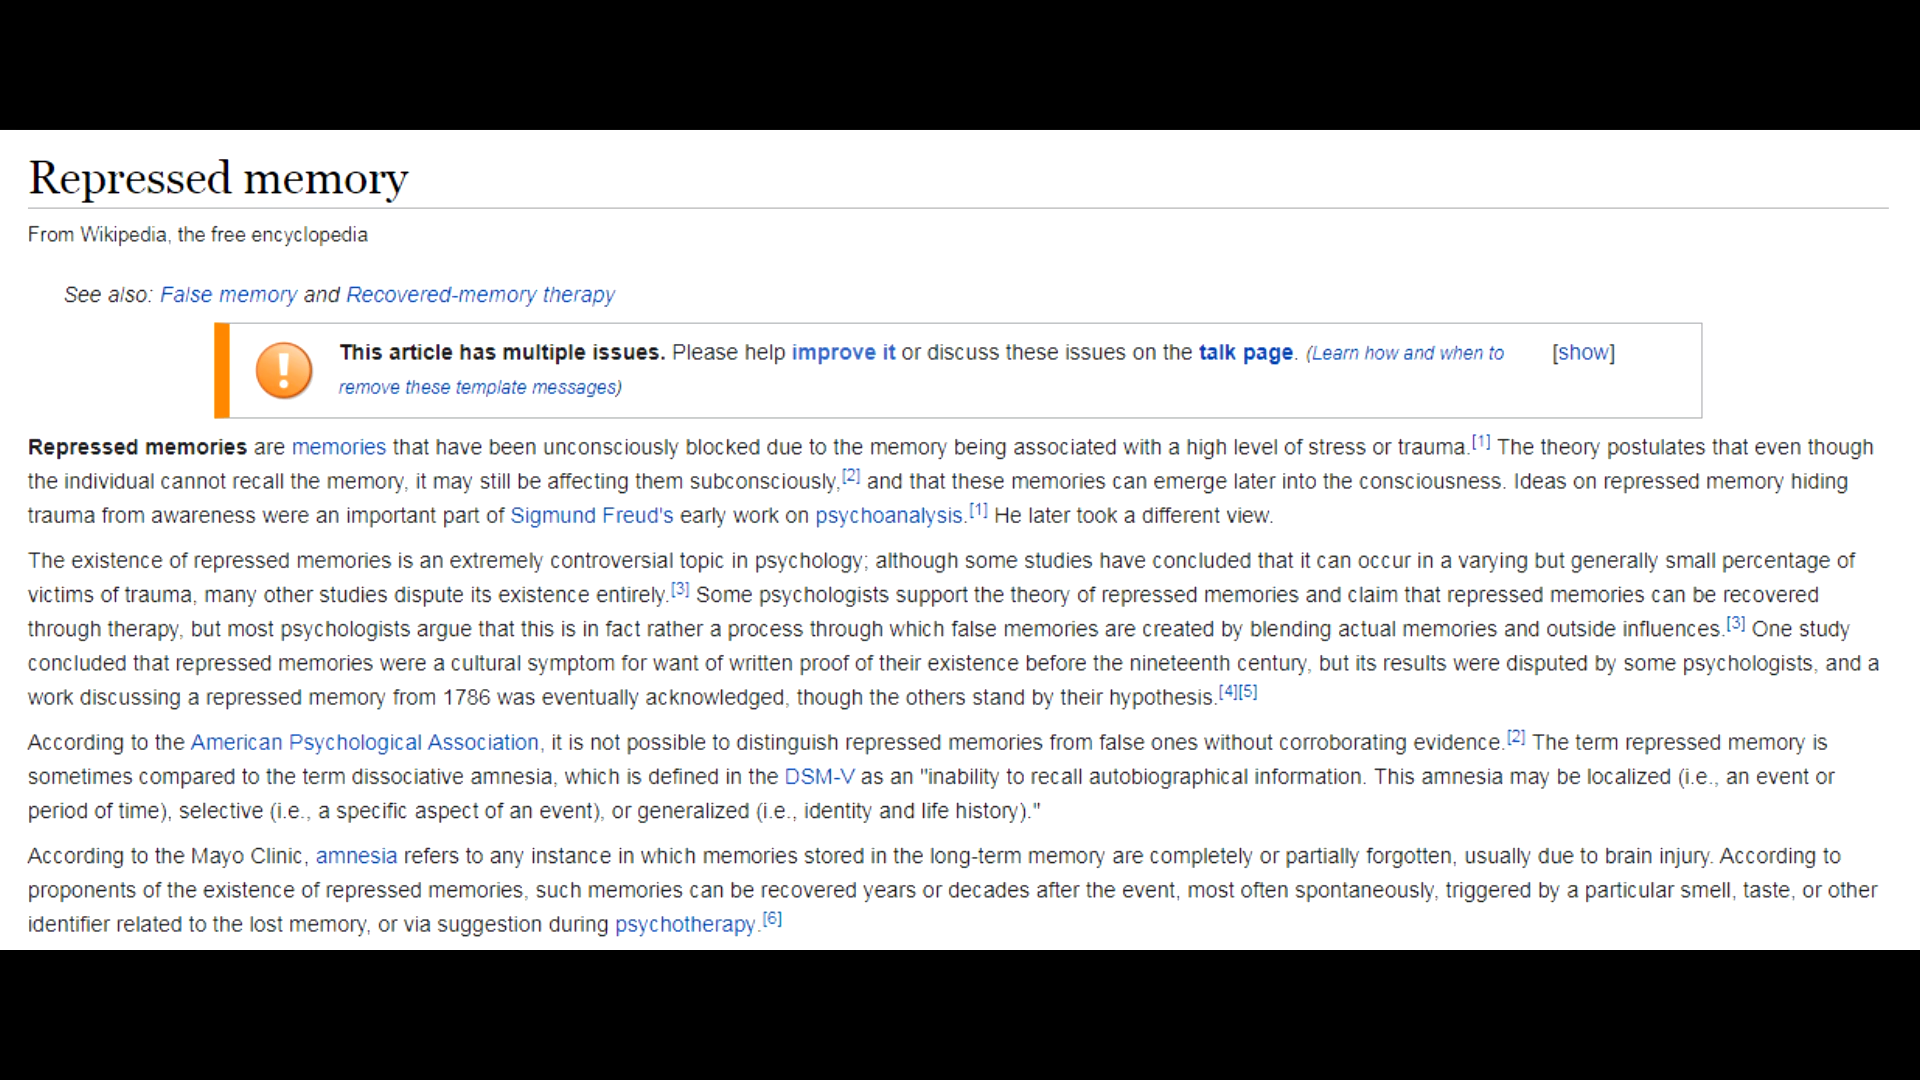 Repressed memory
From Wikipedia, the free encyclopedia
See also: False memory and Recovered-memory therapy
This article has multiple issues. Please help improve it or discuss these issues on the talk page. (Learn how and when to [show]
remove these template messages)
Repressed memories are memories that have been unconsciously blocked due to the memory being associated with a high level of stress or trauma.[1] The theory postulates that even though
the individual cannot recall the memory, it may still be affecting them subconsciously,[2] and that these memories can emerge later into the consciousness. Ideas on repressed memory hiding
trauma from awareness were an important part of Sigmund Freud's early work on psychoanalysis.[1] He later took a different view.
The existence of repressed memories is an extremely controversial topic in psychology; although some studies have concluded that it can occur in a varying but generally small percentage of
victims of trauma, many other studies dispute its existence entirely.[3] Some psychologists support the theory of repressed memories and claim that repressed memories can be recovered
through therapy, but most psychologists argue that this is in fact rather a process through which false memories are created by blending actual memories and outside influences.[3] One study
concluded that repressed memories were a cultural symptom for want of written proof of their existence before the nineteenth century, but its results were disputed by some psychologists, and a
work discussing a repressed memory from 1786 was eventually acknowledged, though the others stand by their hypothesis.[4][5]
According to the American Psychological Association, it is not possible to distinguish repressed memories from false ones without corroborating evidence.[2] The term repressed memory is
sometimes compared to the term dissociative amnesia, which is defined in the DSM-V as an "inability to recall autobiographical information. This amnesia may be localized (i.e., an event or
period of time), selective (i.e., a specific aspect of an event), or generalized (i.e., identity and life history)."
According to the Mayo Clinic, amnesia refers to any instance in which memories stored in the long-term memory are completely or partially forgotten, usually due to brain injury. According to
proponents of the existence of repressed memories, such memories can be recovered years or decades after the event, most often spontaneously, triggered by a particular smell, taste, or other
identifier related to the lost memory, or via suggestion during psychotherapy.[6]